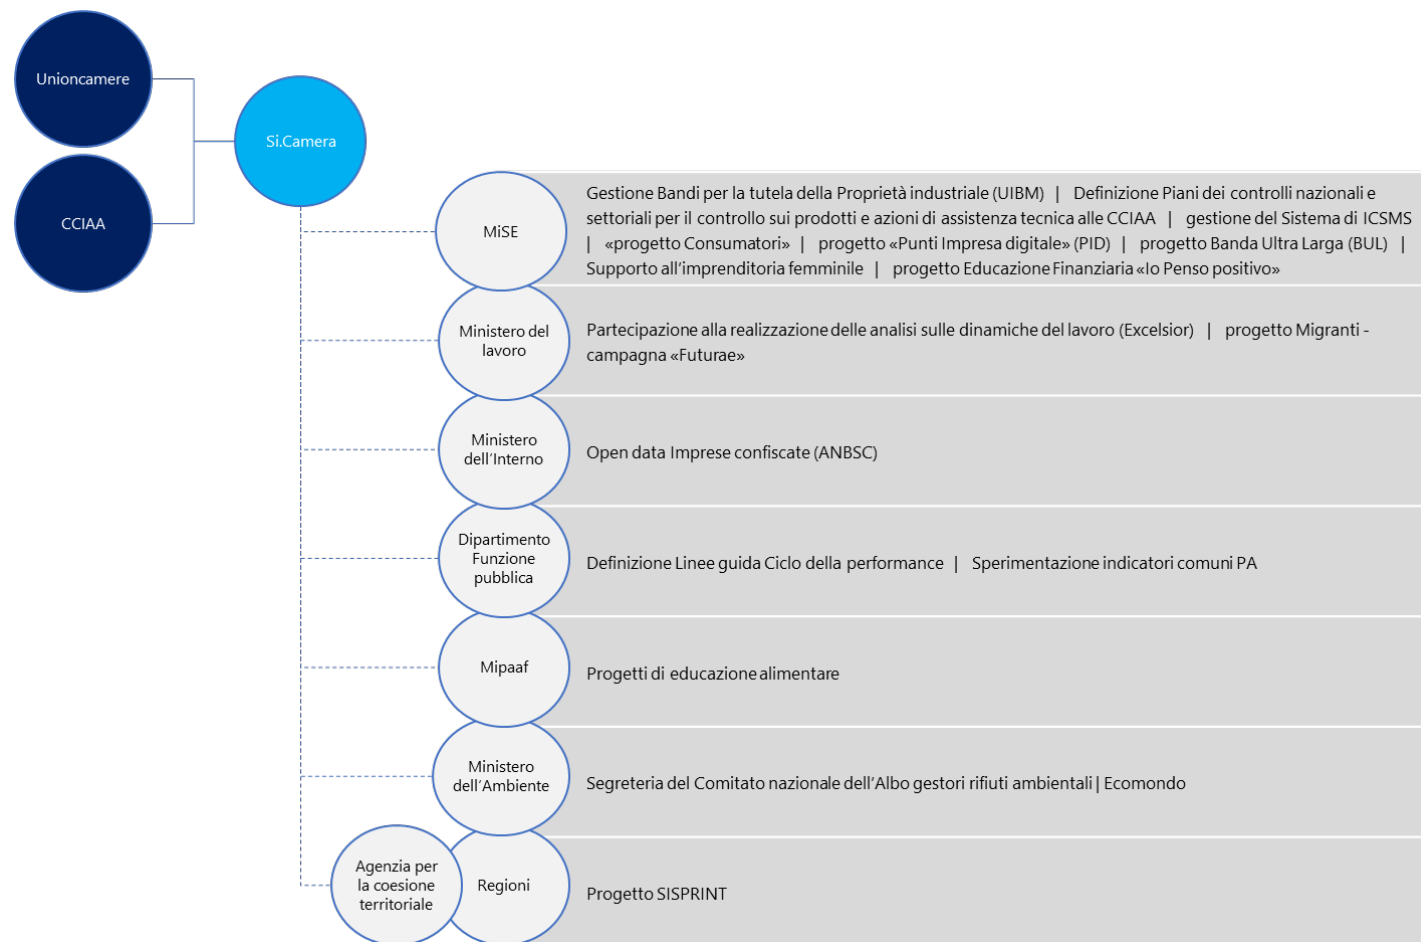 Unioncamere
Si.Camera
CCIAA
MiSE
Gestione Bandi per la tutela della Proprietà industriale (UIBM) | Definizione Piani dei controlli nazionali e
settoriali per il controllo sui prodotti e azioni di assistenza tecnica alle CCIAA | gestione del Sistema di ICSMS
| «progetto Consumatori» | progetto «Punti Impresa digitale» (PID) | progetto Banda Ultra Larga (BUL) |
Supporto all'imprenditoria femminile | progetto Educazione Finanziaria «Io Penso positivo»
Ministero del
lavoro
Partecipazione alla realizzazione delle analisi sulle dinamiche del lavoro (Excelsior) | progetto Migranti -
campagna «Futurae»
Ministero
dell'Interno
Open data Imprese confiscate (ANBSC)
Dipartimento
Funzione
pubblica
Definizione Linee guida Ciclo della performance | Sperimentazione indicatori comuni PA
Mipaaf
Progetti di educazione alimentare
Ministero
dell'Ambiente
Segreteria del Comitato nazionale dell'Albo gestori rifiuti ambientali | Ecomondo
Agenzia per
la coesione
territoriale
Regioni
Progetto SISPRINT